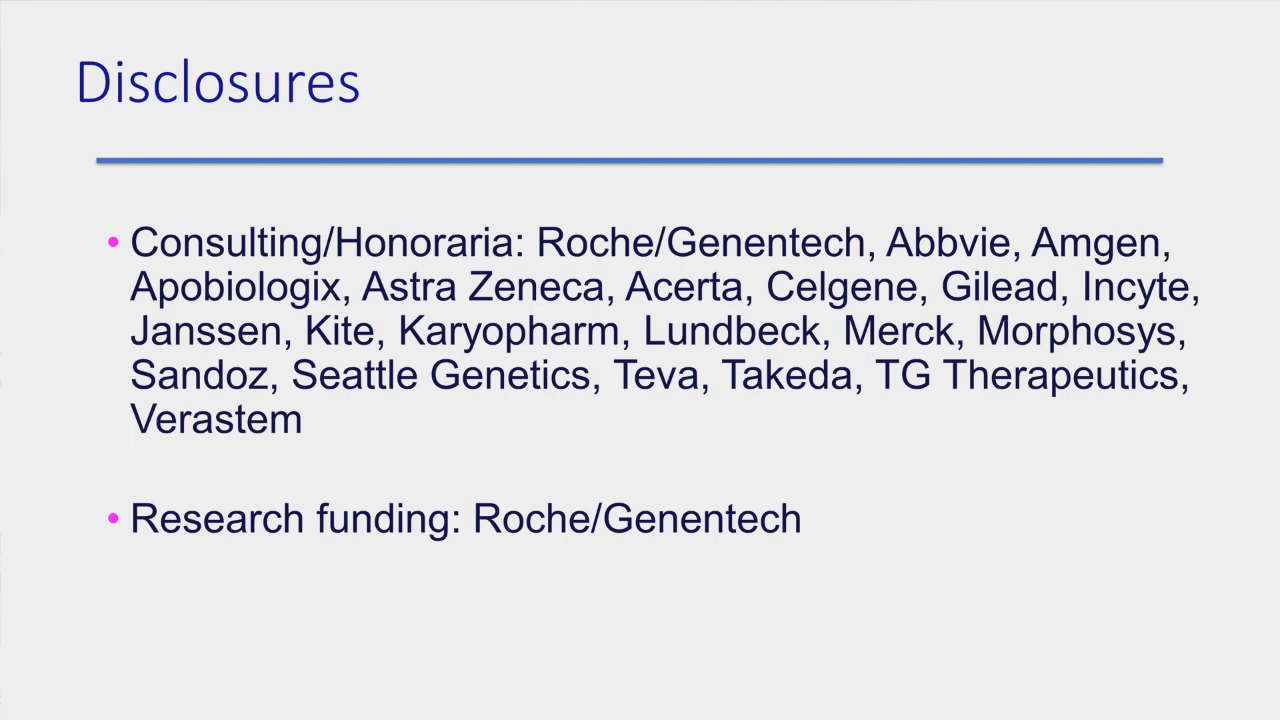 Disclosures
• Consulting/Honoraria: Roche/Genentech, Abbvie, Amgen,
Apobiologix, Astra Zeneca, Acerta, Celgene, Gilead, Incyte,
Janssen, Kite, Karyopharm, Lundbeck, Merck, Morphosys,
Sandoz, Seattle Genetics, Teva, Takeda, TG Therapeutics,
Verastem
• Research funding: Roche/Genentech